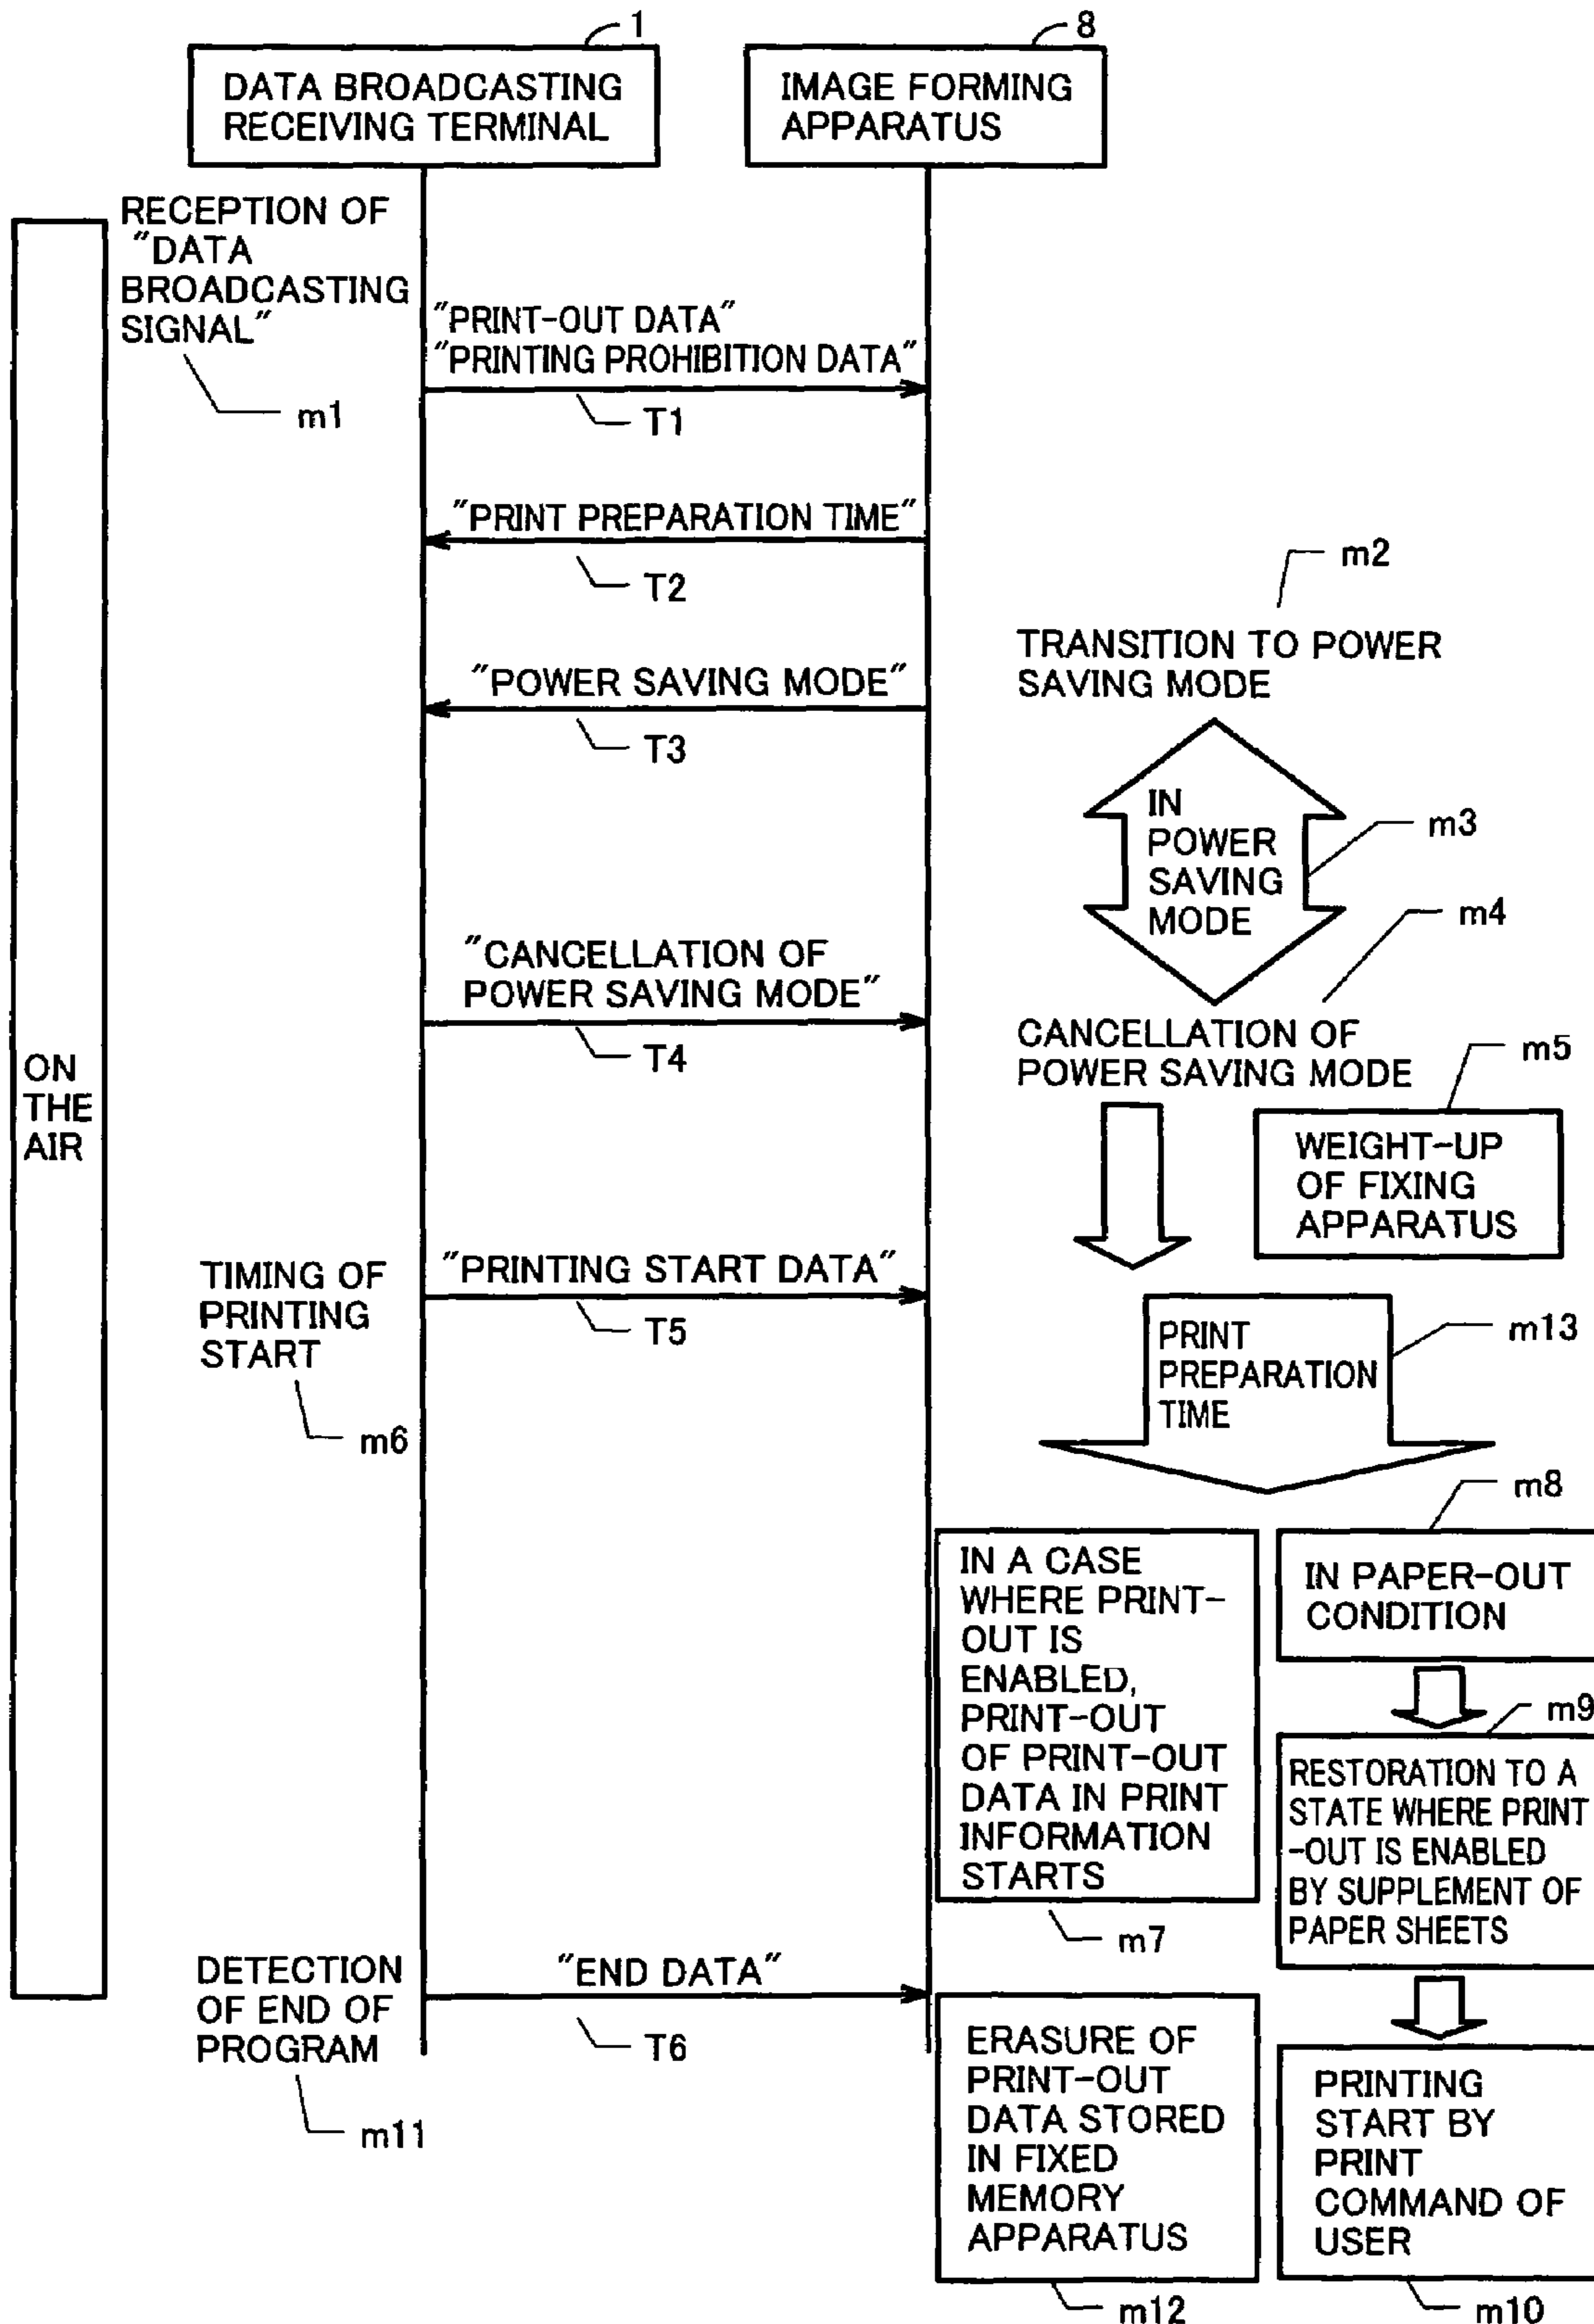 1
8
DATA BROADCASTING
RECEIVING TERMINAL
IMAGE FORMING
APPARATUS
RECEPTION OF
"DATA
BROADCASTING
SIGNAL"
m1
"PRINT-OUT DATA"
"PRINTING PROHIBITION DATA"
T1
"PRINT PREPARATION TIME"
T2
m2
TRANSITION TO POWER
SAVING MODE
"POWER SAVING MODE"
T3
IN
POWER
SAVING
MODE
m3
m4
"CANCELLATION OF
POWER SAVING MODE"
T4
CANCELLATION OF
POWER SAVING MODE
m5
ON
THE
AIR
WEIGHT-UP
OF FIXING
APPARATUS
TIMING OF
PRINTING
START
m6
"PRINTING START DATA"
T5
PRINT
PREPARATION
TIME
m13
m8
IN A CASE
WHERE PRINT-
OUT IS
ENABLED,
PRINT-OUT
OF PRINT-OUT
DATA IN PRINT
INFORMATION
STARTS
m7
IN PAPER-OUT
CONDITION
m9
RESTORATION TO A
STATE WHERE PRINT
-OUT IS ENABLED
BY SUPPLEMENT OF
PAPER SHEETS
DETECTION
OF END OF
PROGRAM
m11
"END DATA"
T6
ERASURE OF
PRINT-OUT
DATA STORED
IN FIXED
MEMORY
APPARATUS
m12
PRINTING
START BY
PRINT
COMMAND OF
USER
m10